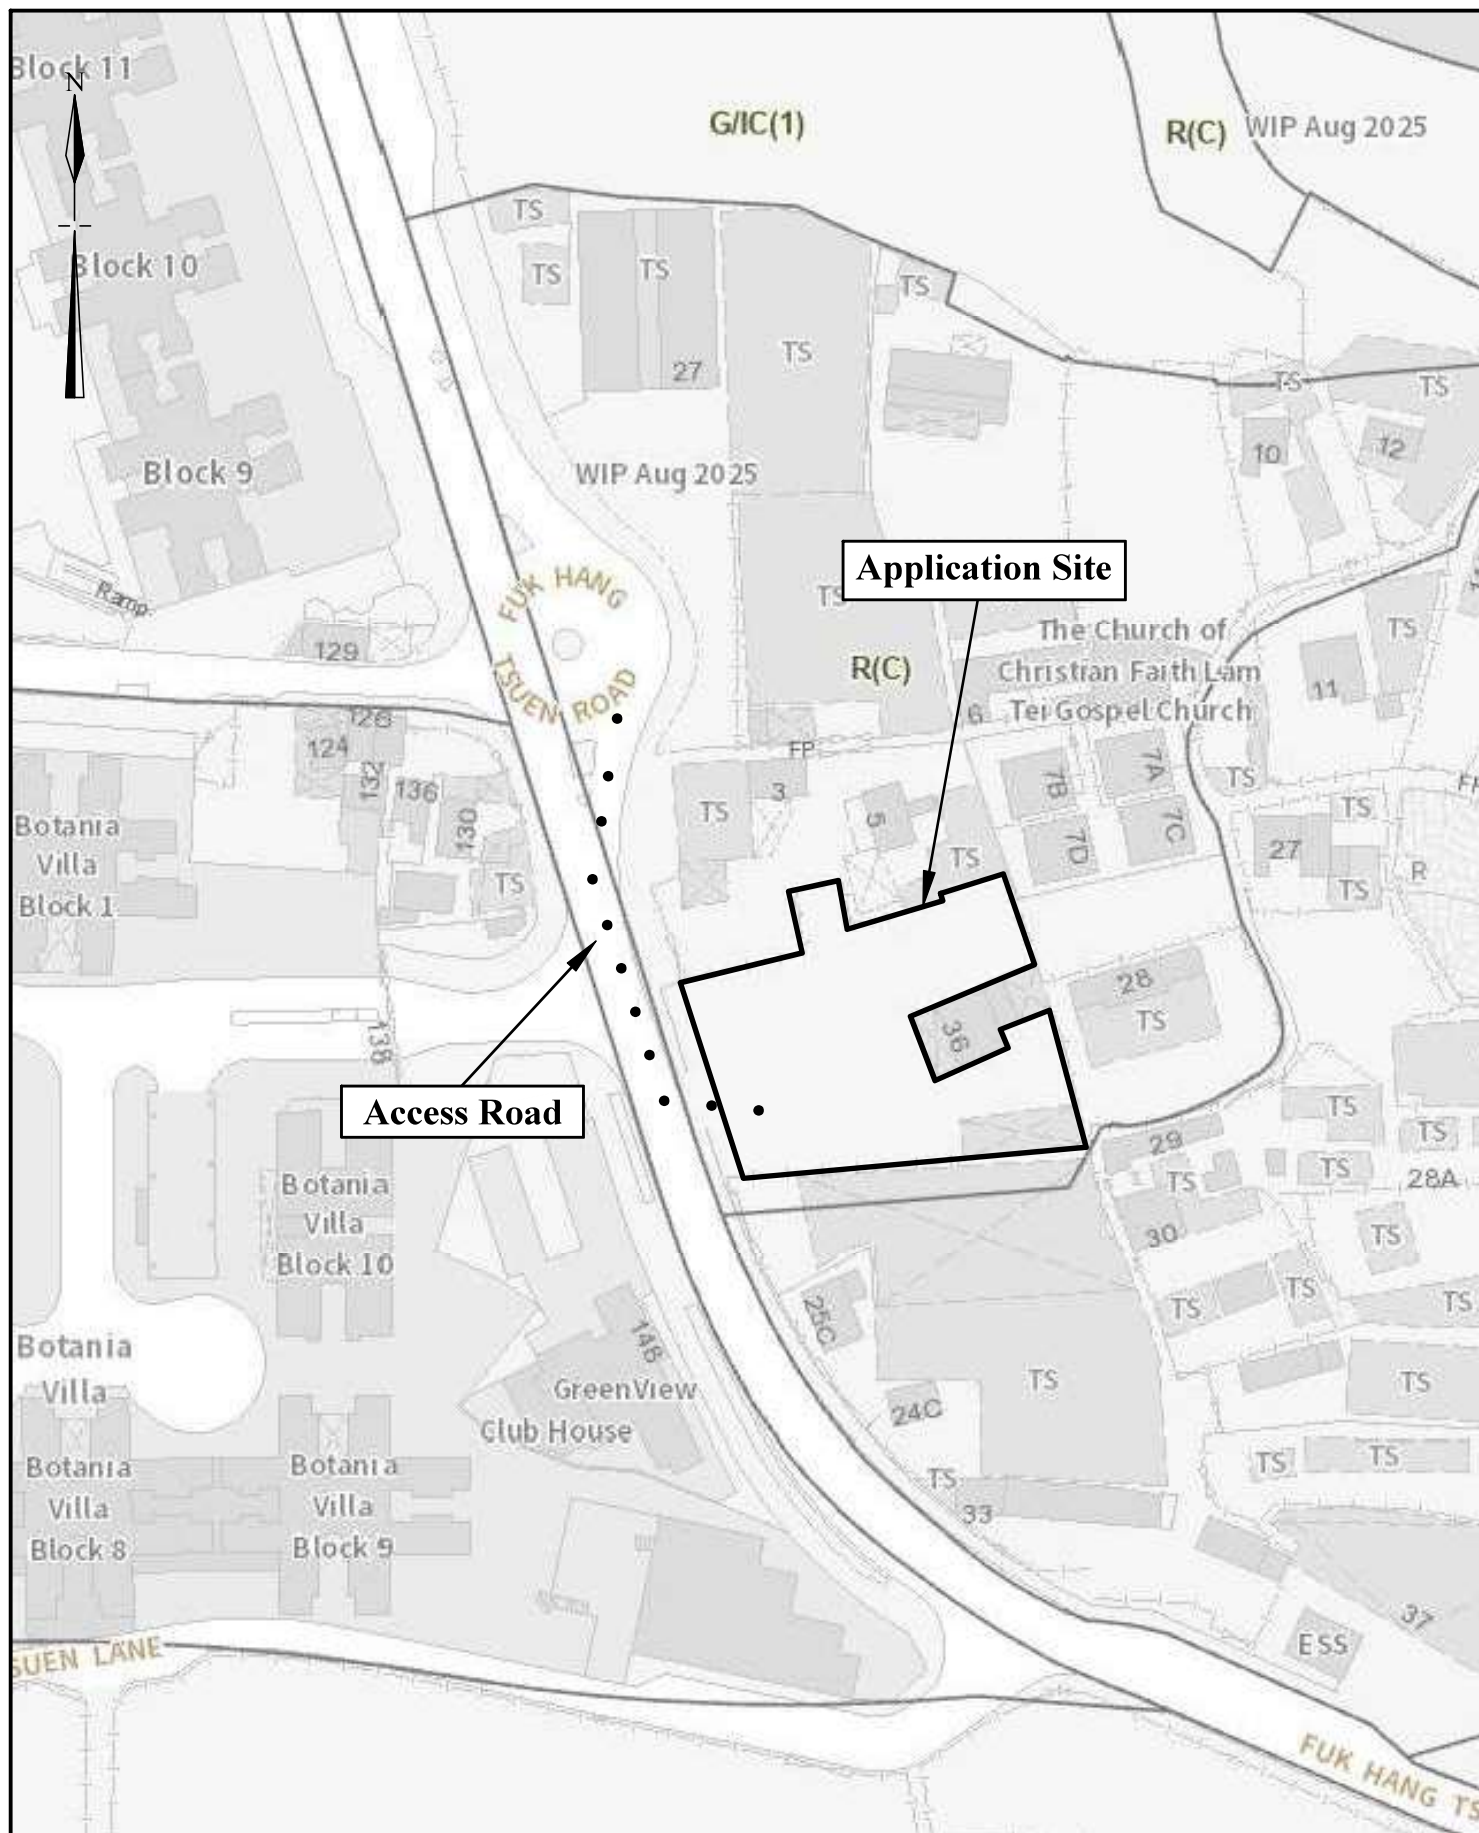 Block 11
N
G/IC(1)
R(C)
WIP Aug 2025
TS
Block 10
TS
TS
TS
TS
27
TS
TS
TS
10
12
Block 9
WIP Aug 2025
Application Site
Ramp
FUK HANG
TSUEN ROAD
TS
129
R(C)
The Church of
Christian Faith Lam
Tei Gospel Church
6
TS
11
126
124
132
136
130
FP
3
TS
5
7B
7A
7D
7C
TS
TS
27
TS
R
TS
TS
Botania
Villa
Block 1
28
TS
36
138
Access Road
TS
TS
29
TS
TS
28A
30
TS
Botania
Villa
Block 10
25C
TS
TS
TS
Botania
Villa
148
GreenView
Club House
TS
TS
24C
TS
TS
TS
33
Botania
Villa
Block 8
Botania
Villa
Block 9
37
ESS
SUEN LANE
FUK HANG TS